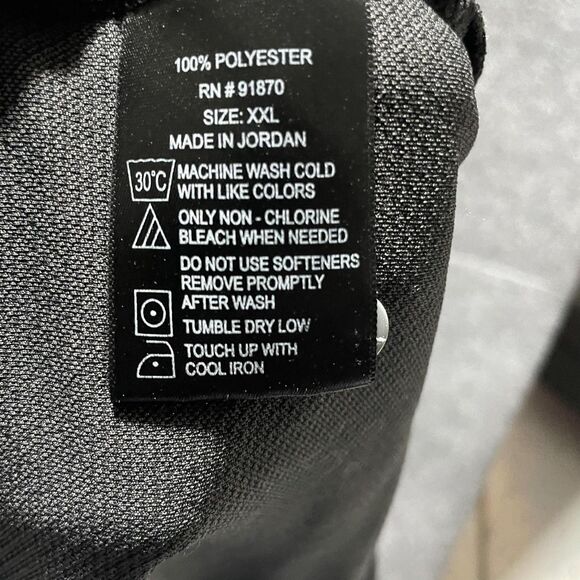 100% POLYESTER
RN # 91870
SIZE: XXL
MADE IN JORDAN
30°C MACHINE WASH COLD
WITH LIKE COLORS
ONLY NON - CHLORINE
BLEACH WHEN NEEDED
DO NOT USE SOFTENERS
REMOVE PROMPTLY
AFTER WASH
TUMBLE DRY LOW
TOUCH UP WITH
COOL IRON